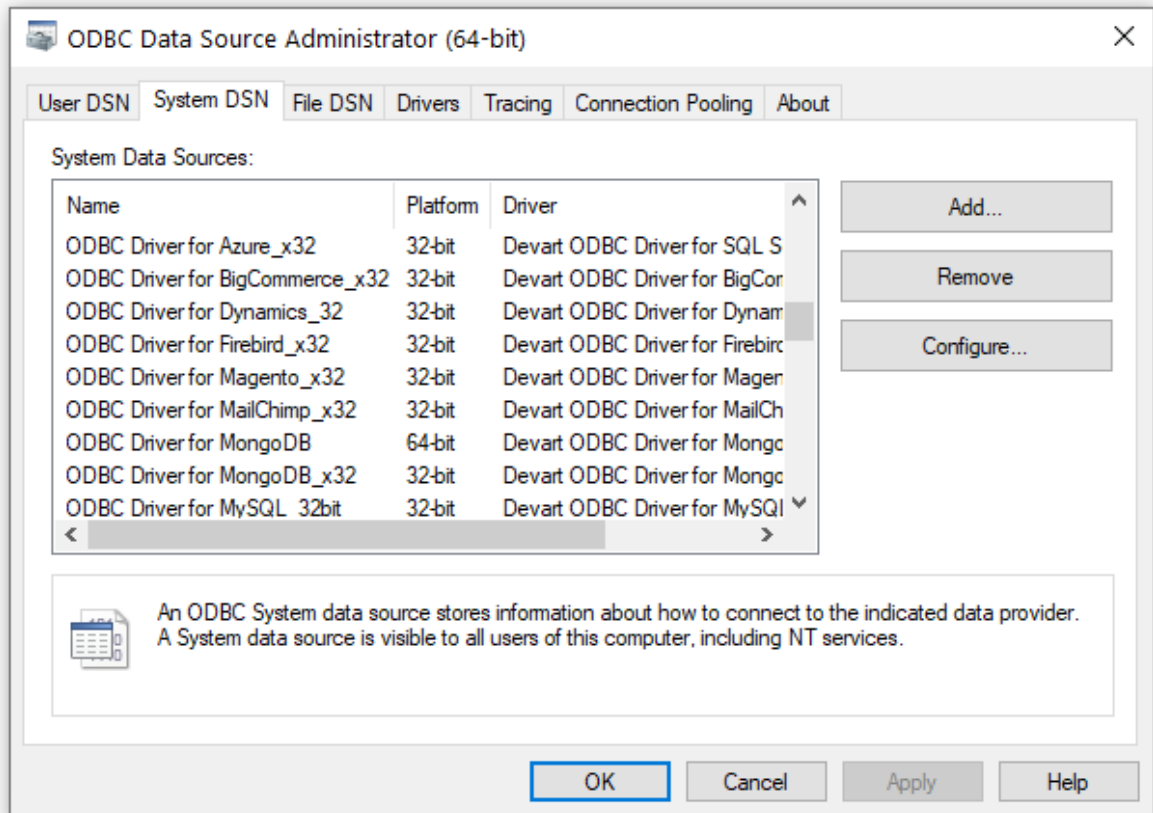 ODBC Data Source Administrator (64-bit)
User DSN System DSN File DSN Drivers Tracing Connection Pooling About
System Data Sources:
Name Platform Driver
ODBC Driver for Azure_x32 32-bit Devart ODBC Driver for SQL S
ODBC Driver for BigCommerce_x32 32-bit Devart ODBC Driver for BigCor
ODBC Driver for Dynamics_32 32-bit Devart ODBC Driver for Dynam
ODBC Driver for Firebird_x32 32-bit Devart ODBC Driver for Firebirc
ODBC Driver for Magento_x32 32-bit Devart ODBC Driver for Magen
ODBC Driver for MailChimp_x32 32-bit Devart ODBC Driver for MailCh
ODBC Driver for MongoDB 64-bit Devart ODBC Driver for Mongo
ODBC Driver for MongoDB_x32 32-bit Devart ODBC Driver for Mongo
ODBC Driver for MySQL_32bit 32-bit Devart ODBC Driver for MySQL
Add...
Remove
Configure...
An ODBC System data source stores information about how to connect to the indicated data provider.
A System data source is visible to all users of this computer, including NT services.
OK Cancel Apply Help